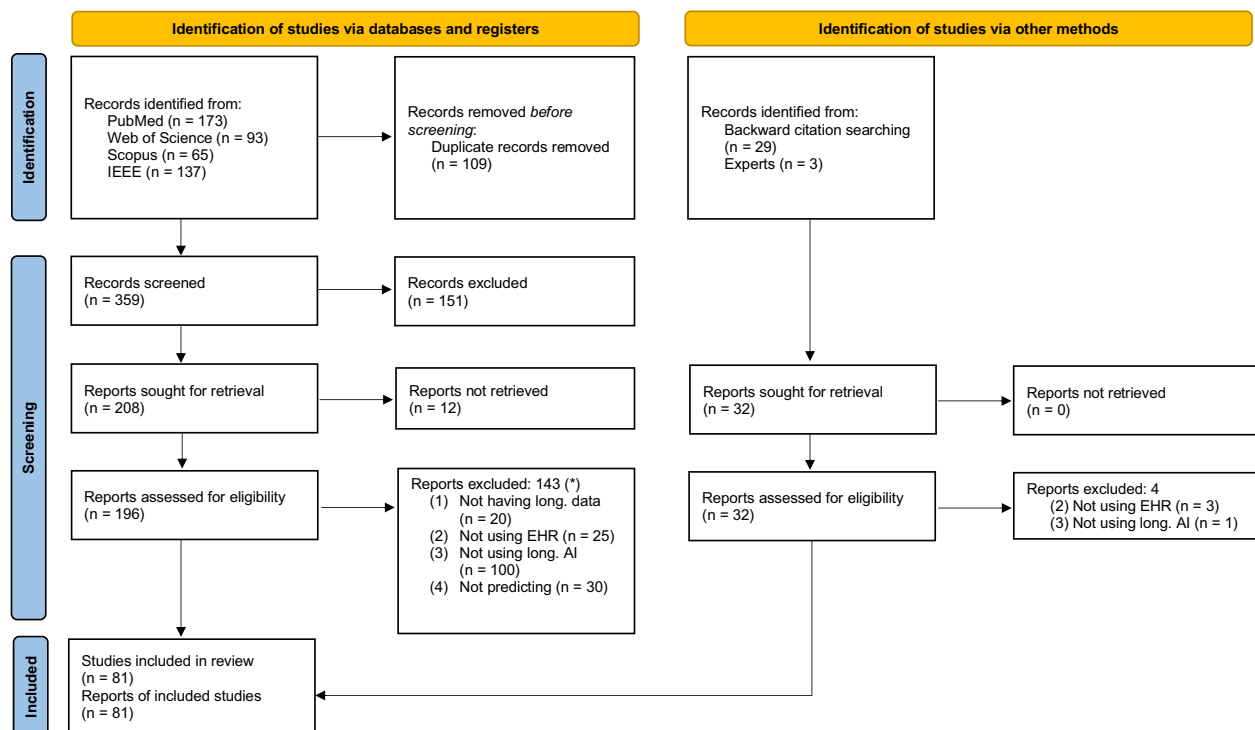 Identification of studies via databases and registers
Identification of studies via other methods
Identification
Records identified from:
PubMed (n = 173)
Web of Science (n = 93)
Scopus (n = 65)
IEEE (n = 137)
Records removed before
screening:
Duplicate records removed
(n = 109)
Records identified from:
Backward citation searching
(n = 29)
Experts (n = 3)
Screening
Records screened
(n = 359)
Records excluded
(n = 151)
Reports sought for retrieval
(n = 208)
Reports not retrieved
(n = 12)
Reports sought for retrieval
(n = 32)
Reports not retrieved
(n = 0)
Reports assessed for eligibility
(n = 196)
Reports excluded: 143 (*)
(1) Not having long. data
(n = 20)
(2) Not using EHR (n = 25)
(3) Not using long. AI
(n = 100)
(4) Not predicting (n = 30)
Reports assessed for eligibility
(n = 32)
Reports excluded: 4
(2) Not using EHR (n = 3)
(3) Not using long. AI (n = 1)
Included
Studies included in review
(n = 81)
Reports of included studies
(n = 81)